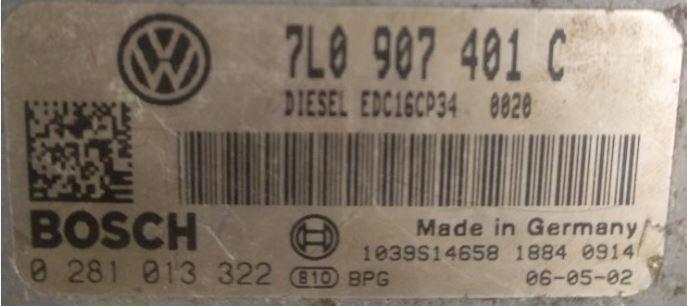 7L0 907 401 C
DIESEL EDC16CP34 0020
BOSCH
Made in Germany
1039S14658 1884 0914
0 281 013 322 810 BPG 06-05-02